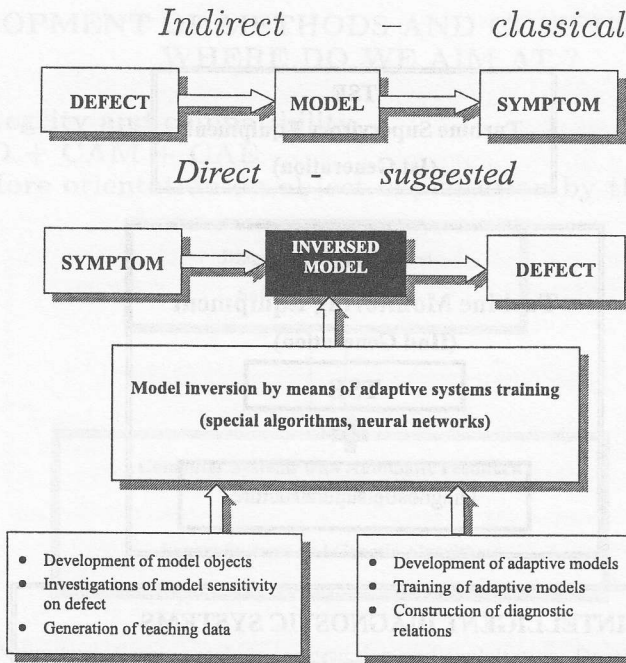 Indirect – classical
DEFECT MODEL SYMPTOM
Direct - suggested
SYMPTOM INVERSED MODEL DEFECT
Model inversion by means of adaptive systems training
(special algorithms, neural networks)
• Development of model objects
• Investigations of model sensitivity
on defect
• Generation of teaching data
• Development of adaptive models
• Training of adaptive models
• Construction of diagnostic
relations